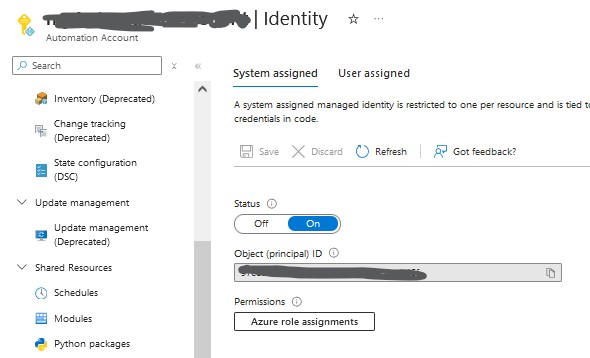 | Identity
Automation Account
Search
Inventory (Deprecated)
Change tracking
(Deprecated)
State configuration
(DSC)
Update management
Update management
(Deprecated)
Shared Resources
Schedules
Modules
Python packages
System assigned User assigned
A system assigned managed identity is restricted to one per resource and is tied to
credentials in code.
Save Discard Refresh Got feedback?
Status
Off On
Object (principal) ID
Permissions
Azure role assignments